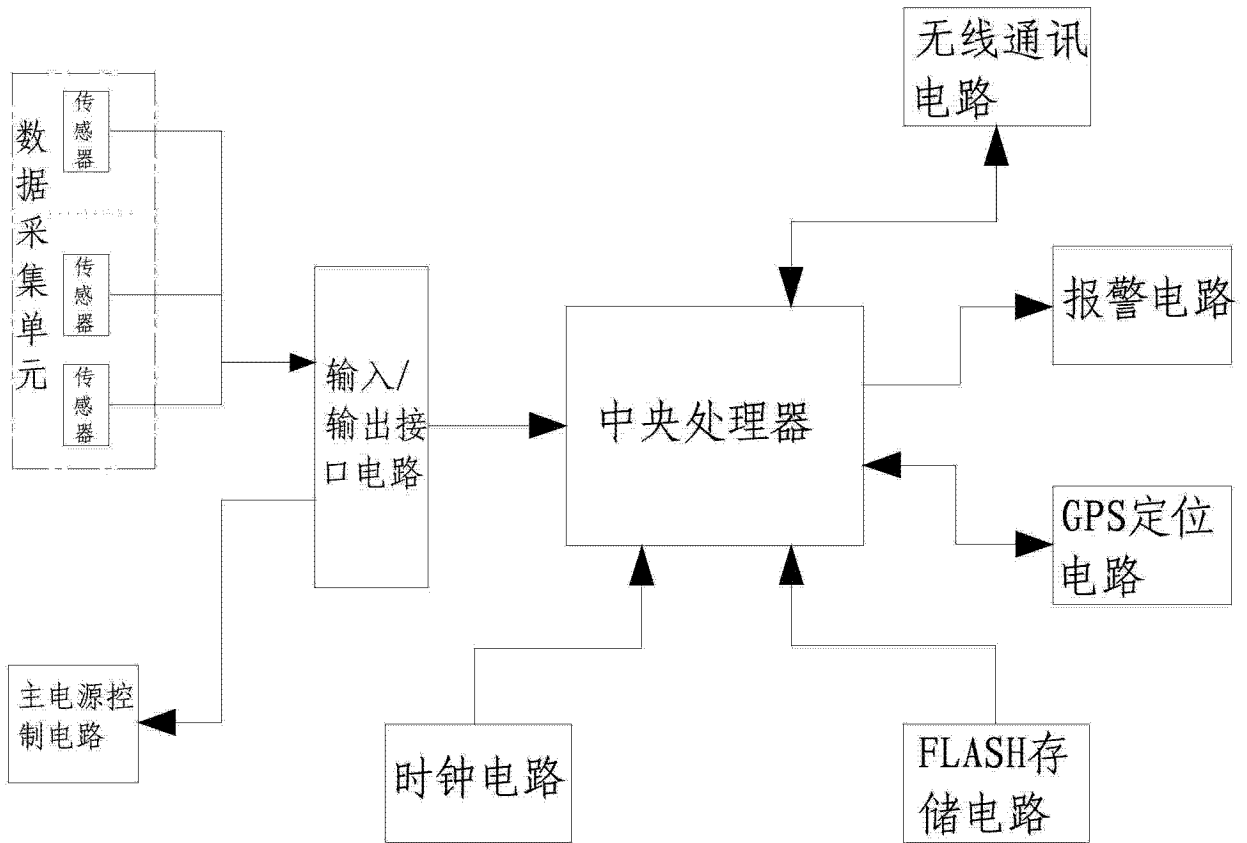 无线通讯
电路
数据采集单元
传感器
传感器
传感器
输入/
输出接
口电路
中央处理器
报警电路
GPS定位
电路
主电源控
制电路
时钟电路
FLASH存
储电路